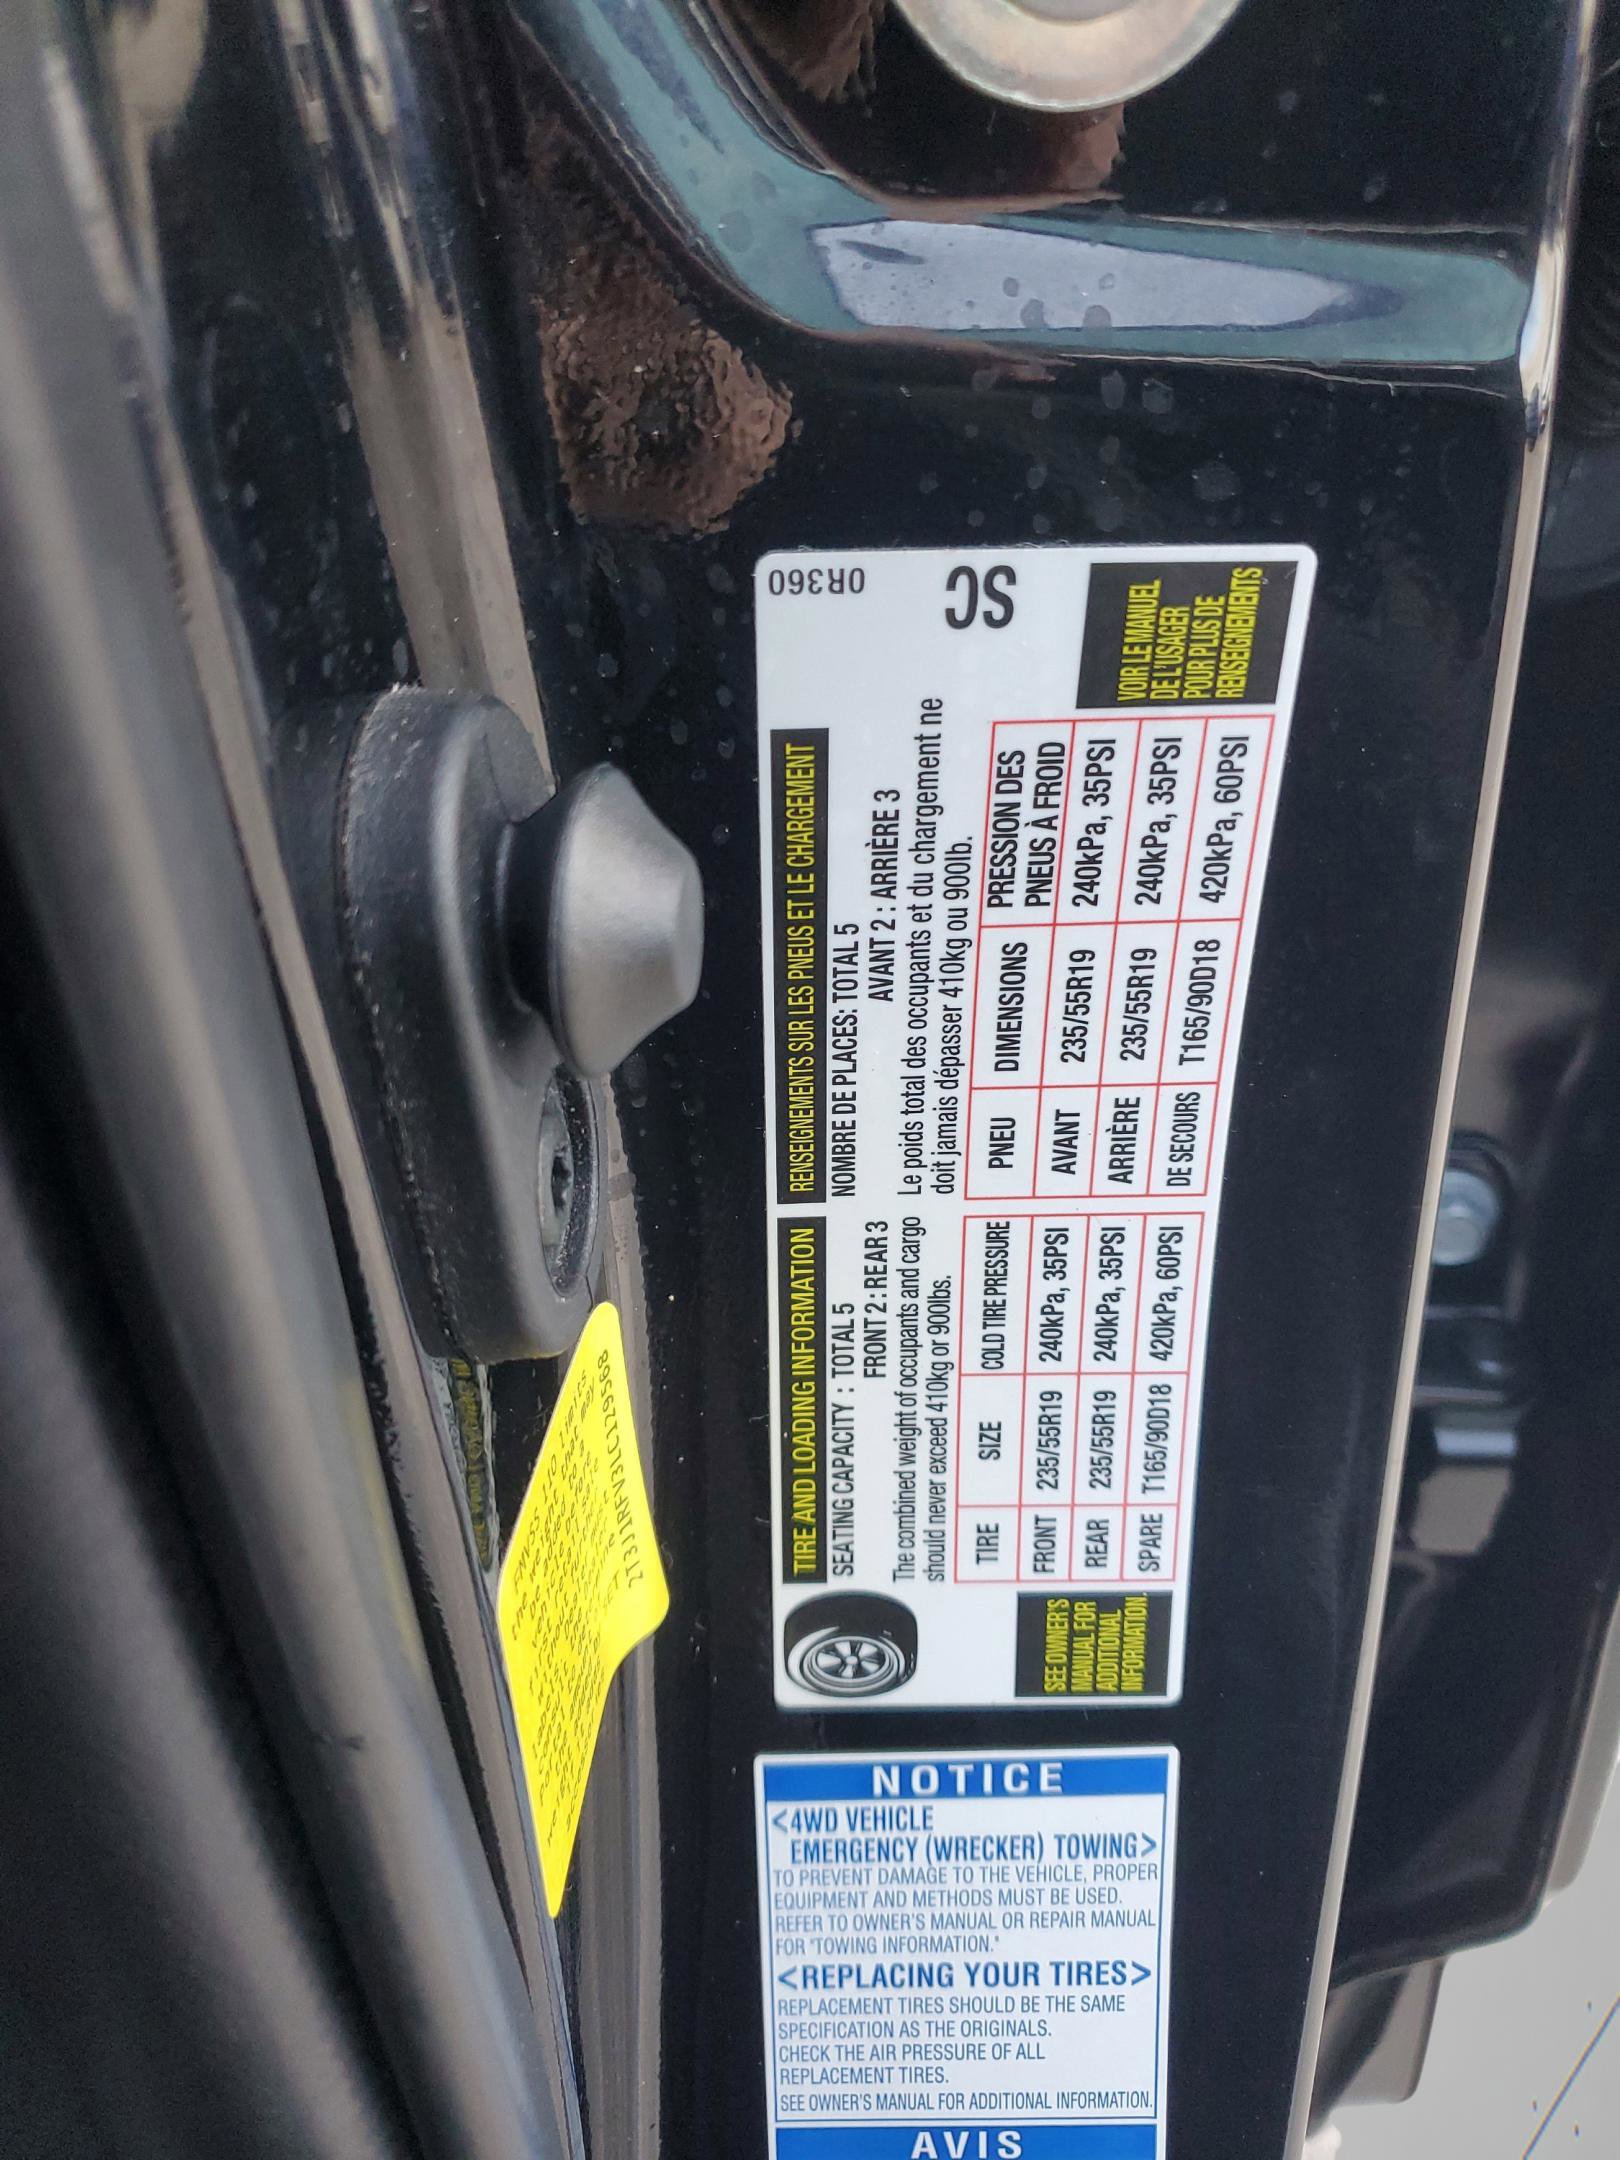 TIRE AND LOADING INFORMATION
SEATING CAPACITY : TOTAL 5
FRONT 2 : REAR 3
The combined weight of occupants and cargo
should never exceed 410kg or 900lbs.
TIRE SIZE COLD TIRE PRESSURE
FRONT 235/55R19 240kPa, 35PSI
REAR 235/55R19 240kPa, 35PSI
SPARE T165/90D18 420kPa, 60PSI
SEE OWNER'S
MANUAL FOR
ADDITIONAL
INFORMATION
RENSEIGNEMENTS SUR LES PNEUS ET LE CHARGEMENT
NOMBRE DE PLACES: TOTAL 5
AVANT 2 : ARRIÈRE 3
Le poids total des occupants et du chargement ne
doit jamais dépasser 410kg ou 900lb.
PNEU DIMENSIONS PRESSION DES
PNEUS À FROID
AVANT 235/55R19 240kPa, 35PSI
ARRIÈRE 235/55R19 240kPa, 35PSI
DE SECOURS T165/90D18 420kPa, 60PSI
0R360
SC
VOIR LE MANUEL
DE L'USAGER
POUR PLUS DE
RENSEIGNEMENTS
2T3J1RFV3LC129568
NOTICE
<4WD VEHICLE
EMERGENCY (WRECKER) TOWING>
TO PREVENT DAMAGE TO THE VEHICLE, PROPER
EQUIPMENT AND METHODS MUST BE USED.
REFER TO OWNER'S MANUAL OR REPAIR MANUAL
FOR "TOWING INFORMATION."
<REPLACING YOUR TIRES>
REPLACEMENT TIRES SHOULD BE THE SAME
SPECIFICATION AS THE ORIGINALS.
CHECK THE AIR PRESSURE OF ALL
REPLACEMENT TIRES.
SEE OWNER'S MANUAL FOR ADDITIONAL INFORMATION.
AVIS